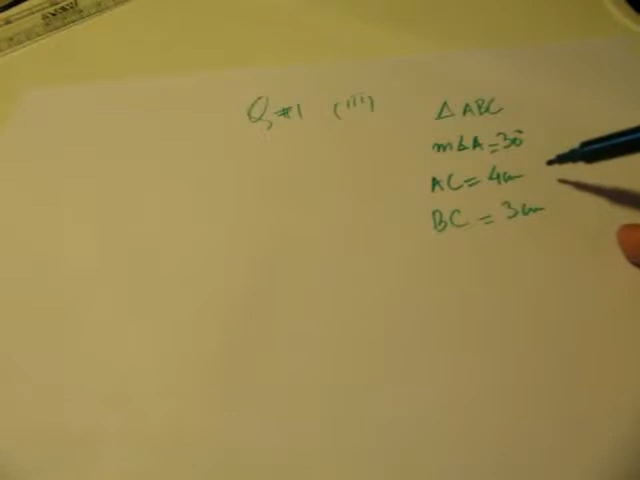 Q#1 (iii)
△ ABC
m∠A=30°
AC = 4cm
BC = 3cm